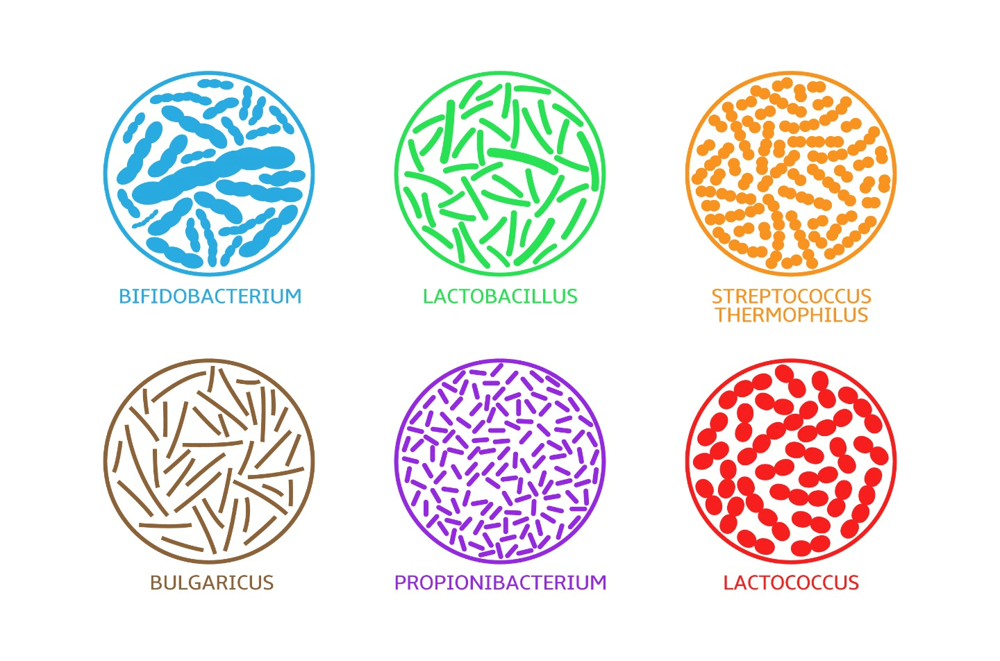 BIFIDOBACTERIUM
LACTOBACILLUS
STREPTOCOCCUS
THERMOPHILUS
BULGARICUS
PROPIONIBACTERIUM
LACTOCOCCUS